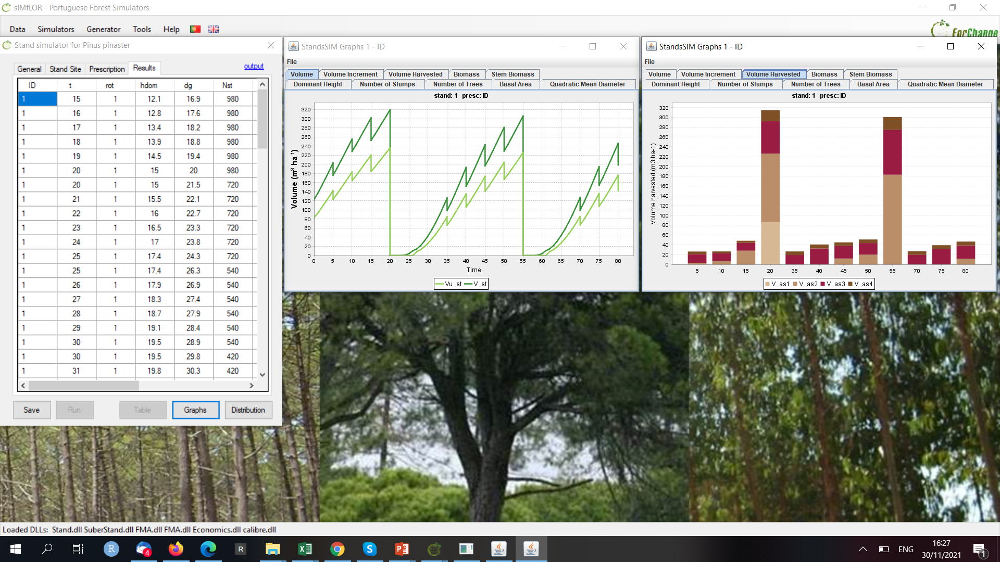 sIMfLOR - Portuguese Forest Simulators
Data Simulators Generator Tools Help
ForChange
Stand simulator for Pinus pinaster
General Stand Site Prescription Results output
ID t rot hdom dg Nst
1 15 1 12.1 16.9 980
1 16 1 12.8 17.6 980
1 17 1 13.4 18.2 980
1 18 1 13.9 18.8 980
1 19 1 14.5 19.4 980
1 20 1 15 20 980
1 20 1 15 21.5 720
1 21 1 15.5 22.1 720
1 22 1 16 22.7 720
1 23 1 16.5 23.3 720
1 24 1 17 23.8 720
1 25 1 17.4 24.3 720
1 25 1 17.4 26.3 540
1 26 1 17.9 26.9 540
1 27 1 18.3 27.4 540
1 28 1 18.7 27.9 540
1 29 1 19.1 28.4 540
1 30 1 19.5 28.9 540
1 30 1 19.5 29.8 420
1 31 1 19.8 30.3 420
Save Run Table Graphs Distribution
StandsSIM Graphs 1 - ID
File
Volume Volume Increment Volume Harvested Biomass Stem Biomass
Dominant Height Number of Stumps Number of Trees Basal Area Quadratic Mean Diameter
stand: 1 presc: ID
Volume (m³ ha⁻¹)
320
300
280
260
240
220
200
180
160
140
120
100
80
60
40
20
0
0 5 10 15 20 25 30 35 40 45 50 55 60 65 70 75 80
Time
Vu_st V_st
StandsSIM Graphs 1 - ID
File
Volume Volume Increment Volume Harvested Biomass Stem Biomass
Dominant Height Number of Stumps Number of Trees Basal Area Quadratic Mean Diameter
stand: 1 presc: ID
Volume harvested (m3 ha-1)
320
300
280
260
240
220
200
180
160
140
120
100
80
60
40
20
0
5 10 15 20 35 40 45 50 55 70 75 80
V_as1 V_as2 V_as3 V_as4
Loaded DLLs: Stand.dll SuberStand.dll FMA.dll FMA.dll Economics.dll calibre.dll
R 4 R X S P ENG
16:27
30/11/2021
1